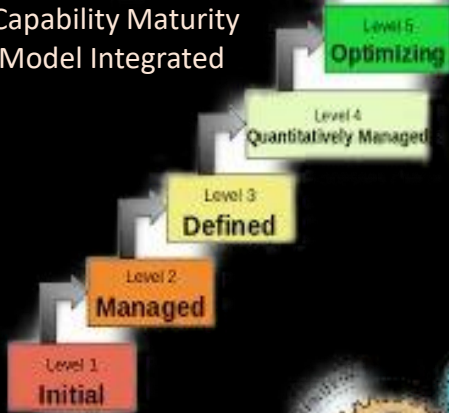 Capability Maturity
Model Integrated
Level 5
Optimizing
Level 4
Quantitatively Managed
Level 3
Defined
Level 2
Managed
Level 1
Initial